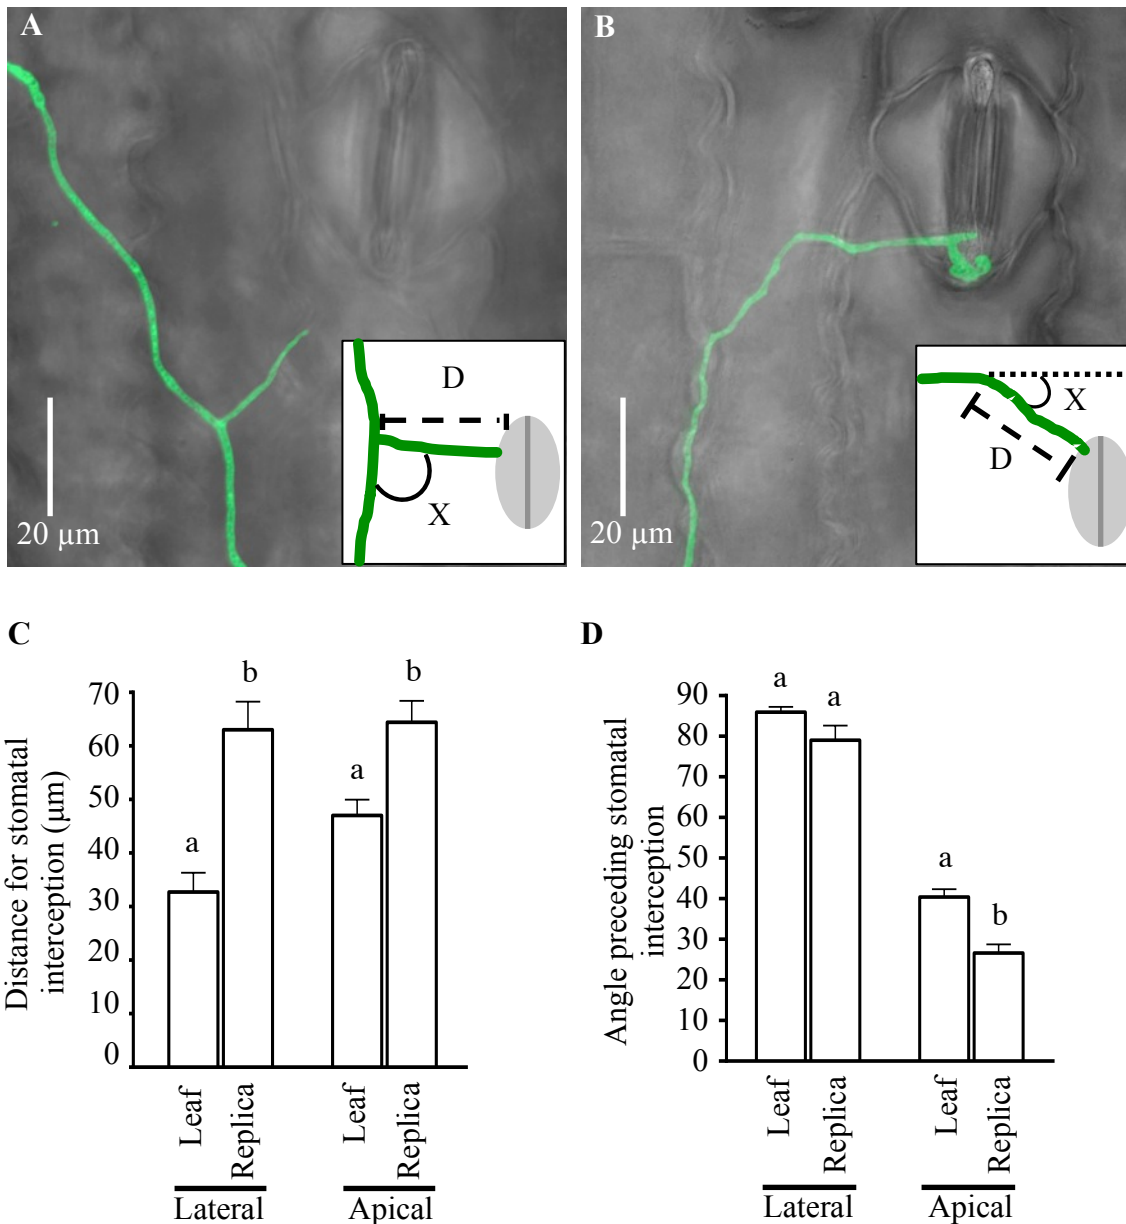 A
B
D
X
20 µm
X
D
20 µm
C
D
Distance for stomatal
interception (µm)
70
60
50
40
30
20
10
0
a
b
a
b
Leaf
Replica
Leaf
Replica
Lateral
Apical
Angle preceding stomatal
interception
90
80
70
60
50
40
30
20
10
0
a
a
a
b
Leaf
Replica
Leaf
Replica
Lateral
Apical